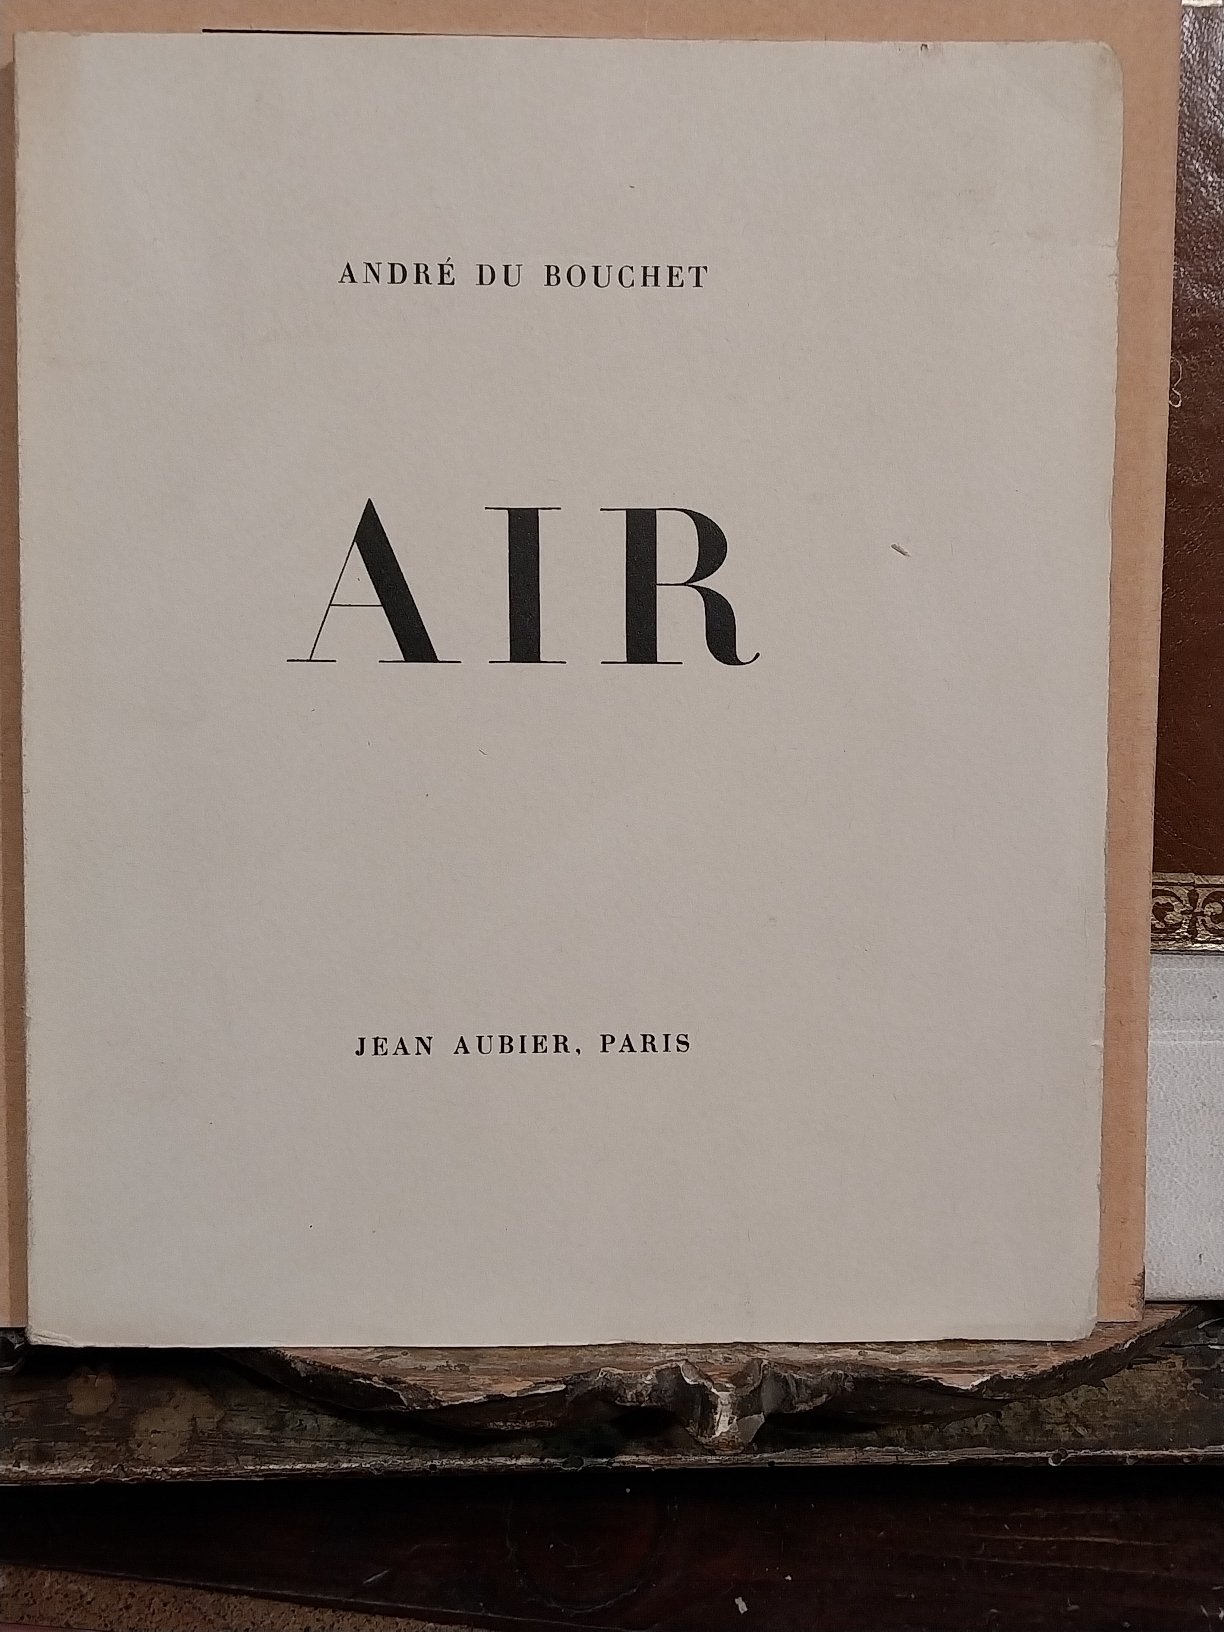 ANDRÉ DU BOUCHET
AIR
JEAN AUBIER, PARIS